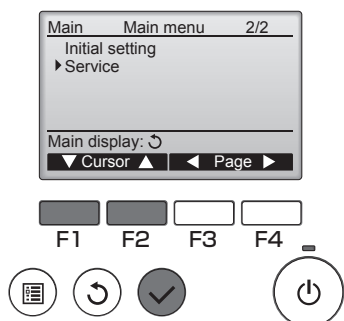 Main Main menu 2/2
Initial setting
Service
Main display:
Cursor Page
F1 F2 F3 F4